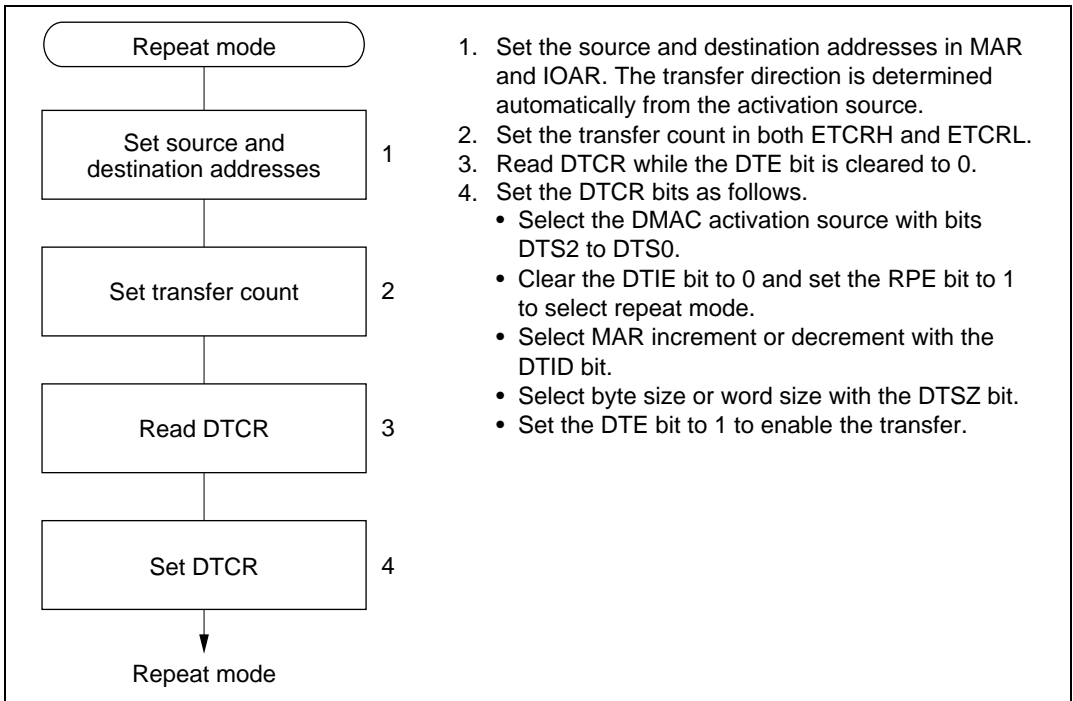 Repeat mode
Set source and
destination addresses
1
Set transfer count
2
Read DTCR
3
Set DTCR
4
Repeat mode
1. Set the source and destination addresses in MAR
and IOAR. The transfer direction is determined
automatically from the activation source.
2. Set the transfer count in both ETCRH and ETCRL.
3. Read DTCR while the DTE bit is cleared to 0.
4. Set the DTCR bits as follows.
• Select the DMAC activation source with bits
DTS2 to DTS0.
• Clear the DTIE bit to 0 and set the RPE bit to 1
to select repeat mode.
• Select MAR increment or decrement with the
DTID bit.
• Select byte size or word size with the DTSZ bit.
• Set the DTE bit to 1 to enable the transfer.